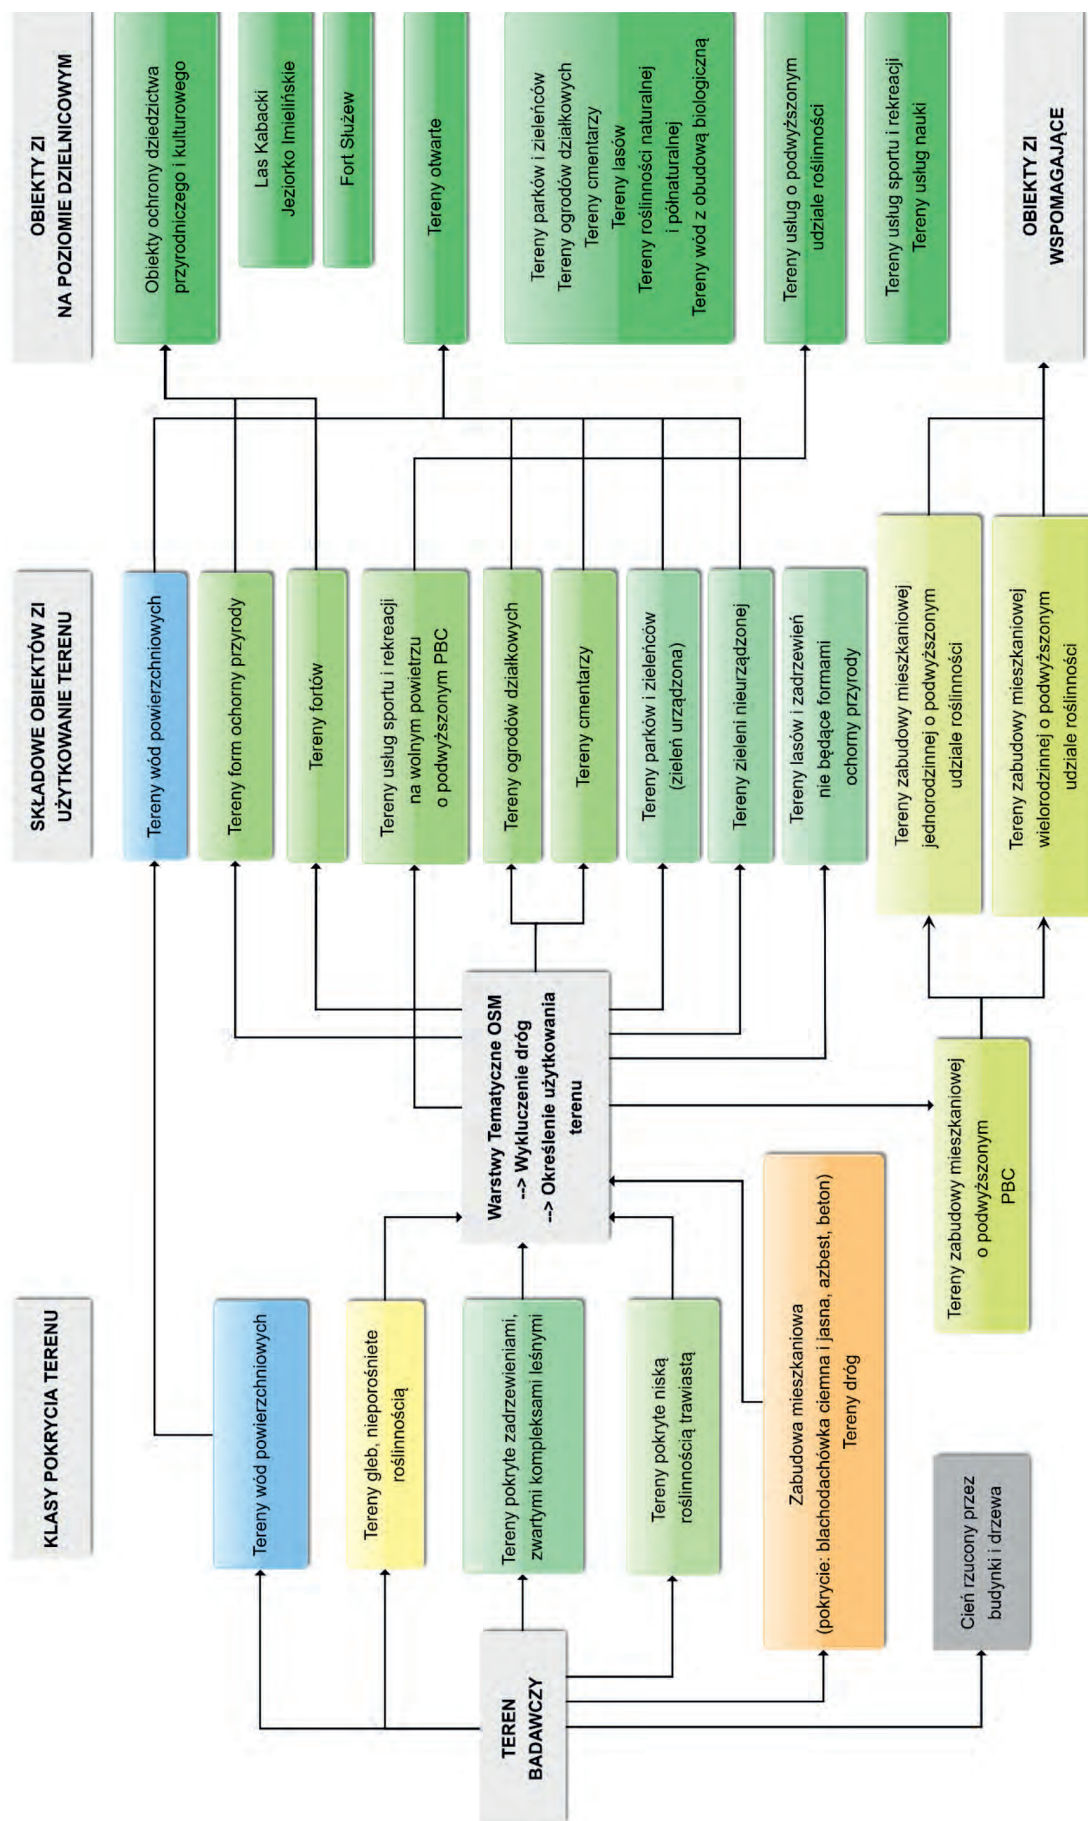 KLASY POKRYCIA TERENU
SKŁADOWE OBIEKTÓW ZI
UŻYTKOWANIE TERENU
OBIEKTY ZI
NA POZIOMIE DZIELNICOWYM
TEREN
BADAWCZY
Tereny wód powierzchniowych
Tereny gleb, nieporośniete
roślinnością
Tereny pokryte zadrzewieniami,
zwartymi kompleksami leśnymi
Tereny pokryte niską
roślinnością trawiastą
Zabudowa mieszkaniowa
(pokrycie: blachodachówka ciemna i jasna, azbest, beton)
Tereny dróg
Cień rzucony przez
budynki i drzewa
Warstwy Tematyczne OSM
--> Wykluczenie dróg
--> Określenie użytkowania
terenu
Tereny zabudowy mieszkaniowej
o podwyższonym
PBC
Tereny wód powierzchniowych
Tereny form ochorny przyrody
Tereny fortów
Tereny usług sportu i rekreacji
na wolnym powietrzu
o podwyższonym PBC
Tereny ogrodów działkowych
Tereny cmentarzy
Tereny parków i zieleńców
(zieleń urządzona)
Tereny zieleni nieurządzonej
Tereny lasów i zadrzewień
nie będące formami
ochorny przyrody
Tereny zabudowy mieszkaniowej
jednorodzinnej o podwyższonym
udziale roślinności
Tereny zabudowy mieszkaniowej
wielorodzinnej o podwyższonym
udziale roślinności
Obiekty ochrony dziedzictwa
przyrodniczego i kulturowego
Las Kabacki
Jeziorko Imielińskie
Fort Służew
Tereny otwarte
Tereny parków i zieleńców
Tereny ogrodów działkowych
Tereny cmentarzy
Tereny lasów
Tereny roślinności naturalnej
i półnaturalnej
Tereny wód z obudową biologiczną
Tereny usług o podwyższonym
udziale roślinności
Tereny usług sportu i rekreacji
Tereny usług nauki
OBIEKTY ZI
WSPOMAGAJĄCE